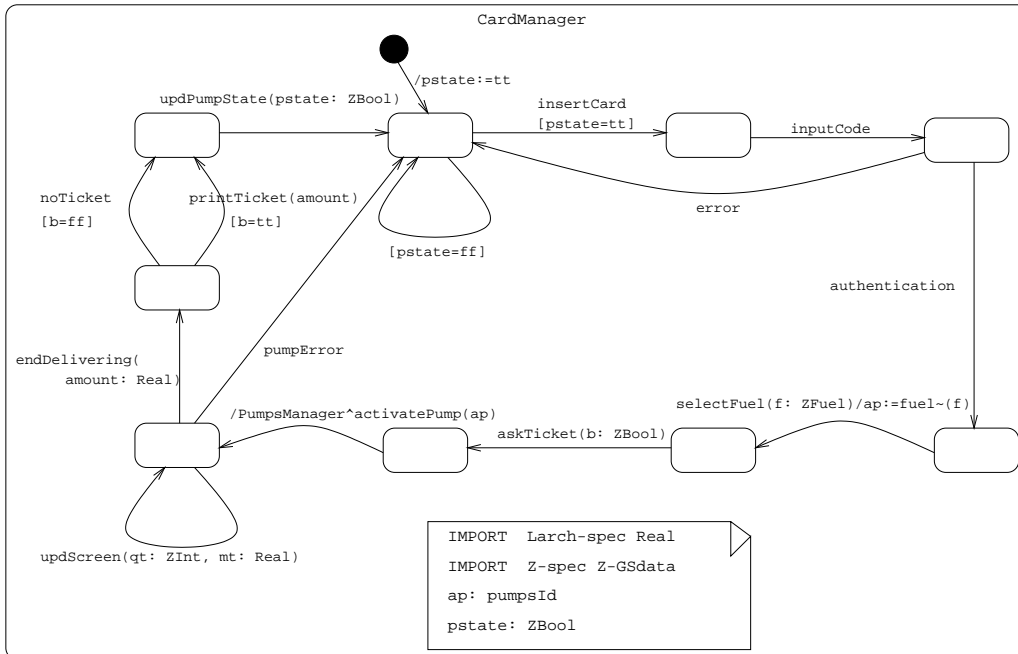 CardManager
/pstate:=tt
updPumpState(pstate: ZBool)
insertCard
[pstate=tt]
inputCode
noTicket
[b=ff]
printTicket(amount)
[b=tt]
error
[pstate=ff]
authentication
endDelivering(
amount: Real)
pumpError
selectFuel(f: ZFuel)/ap:=fuel~(f)
/PumpsManager^activatePump(ap)
askTicket(b: ZBool)
updScreen(qt: ZInt, mt: Real)
IMPORT  Larch-spec Real
IMPORT  Z-spec Z-GSdata
ap: pumpsId
pstate: ZBool